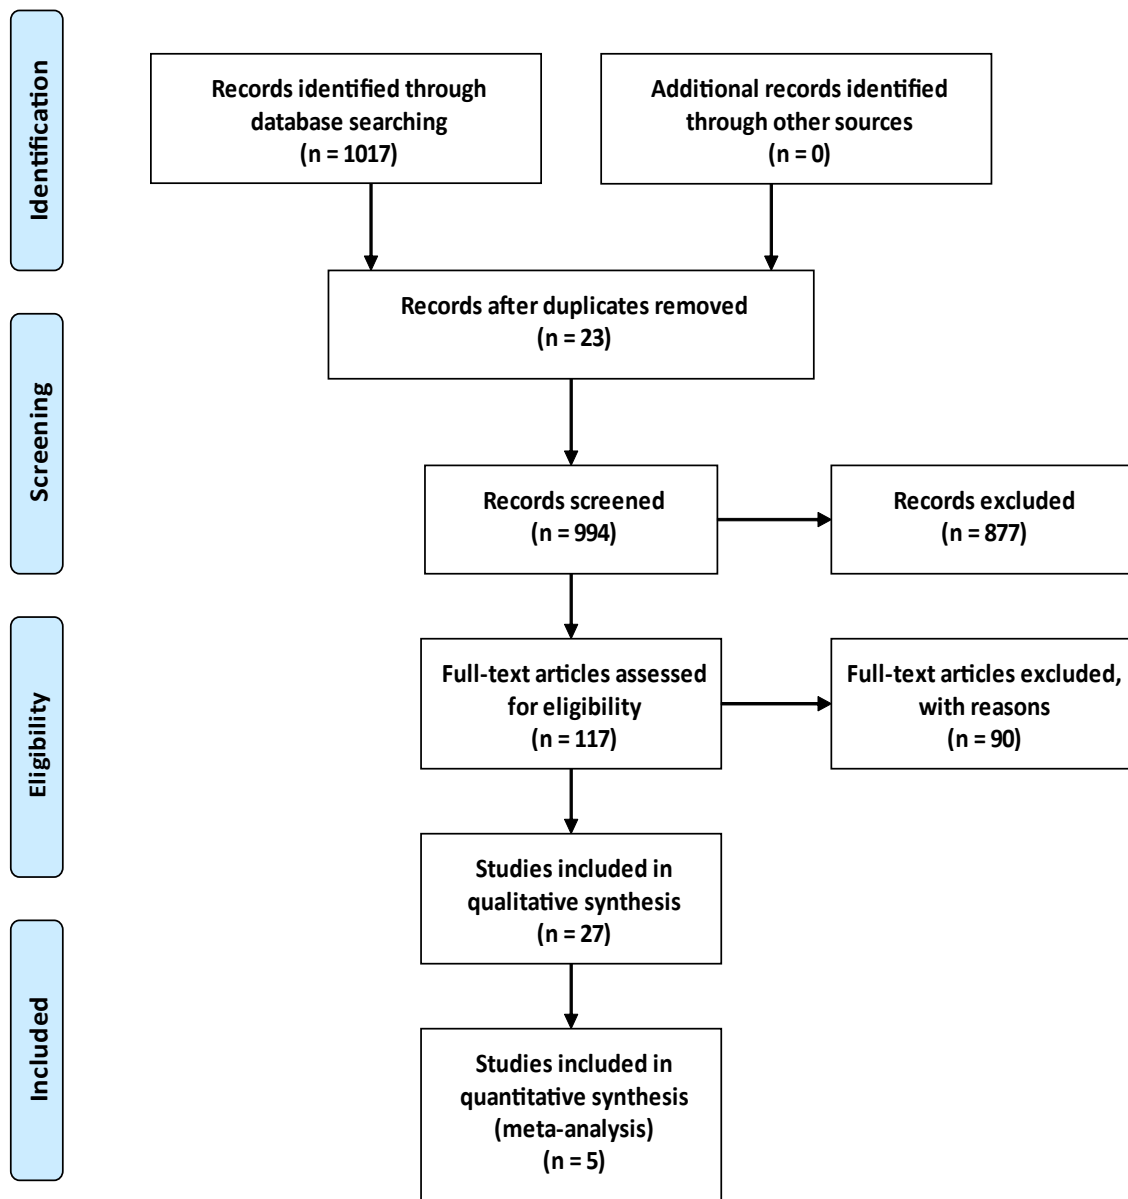 Identification
Records identified through
database searching
(n = 1017)
Additional records identified
through other sources
(n = 0)
Records after duplicates removed
(n = 23)
Screening
Records screened
(n = 994)
Records excluded
(n = 877)
Eligibility
Full-text articles assessed
for eligibility
(n = 117)
Full-text articles excluded,
with reasons
(n = 90)
Studies included in
qualitative synthesis
(n = 27)
Included
Studies included in
quantitative synthesis
(meta-analysis)
(n = 5)